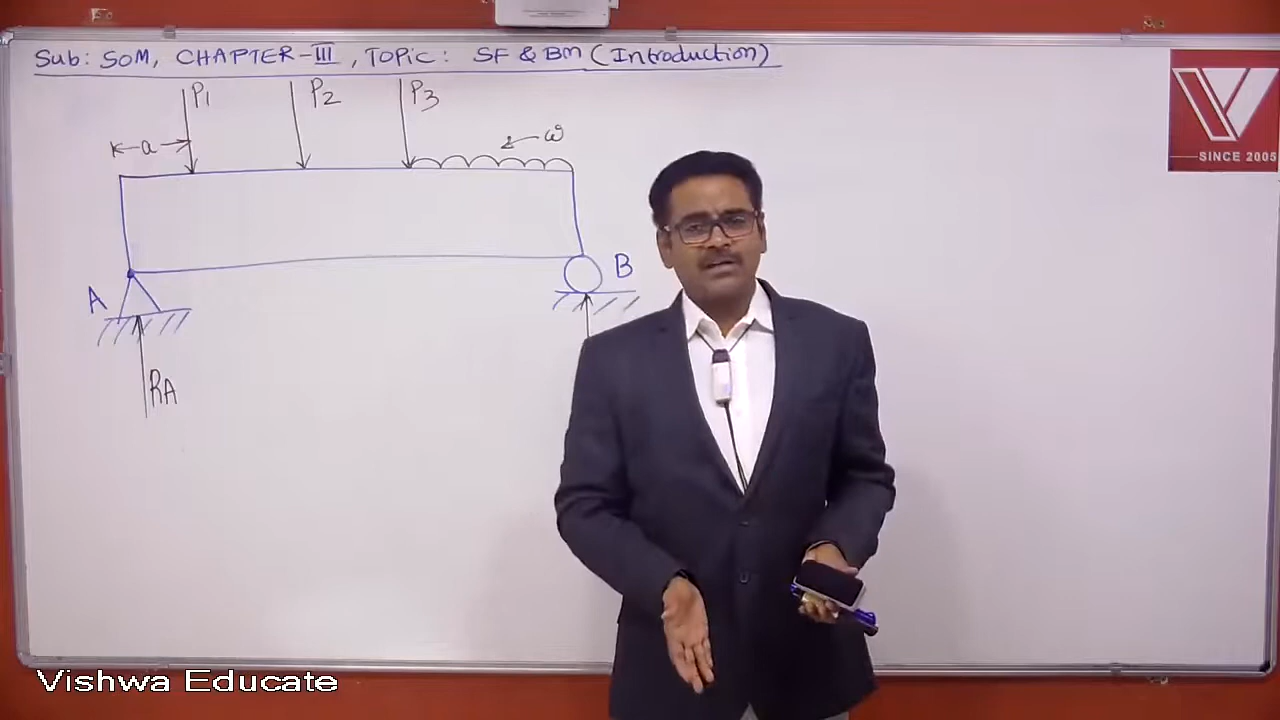 Sub: SOM, CHAPTER-III, TOPIC: SF & BM (Introduction)
P1 P2 P3
a
w
SINCE 2005
B
A
RA
Vishwa Educate